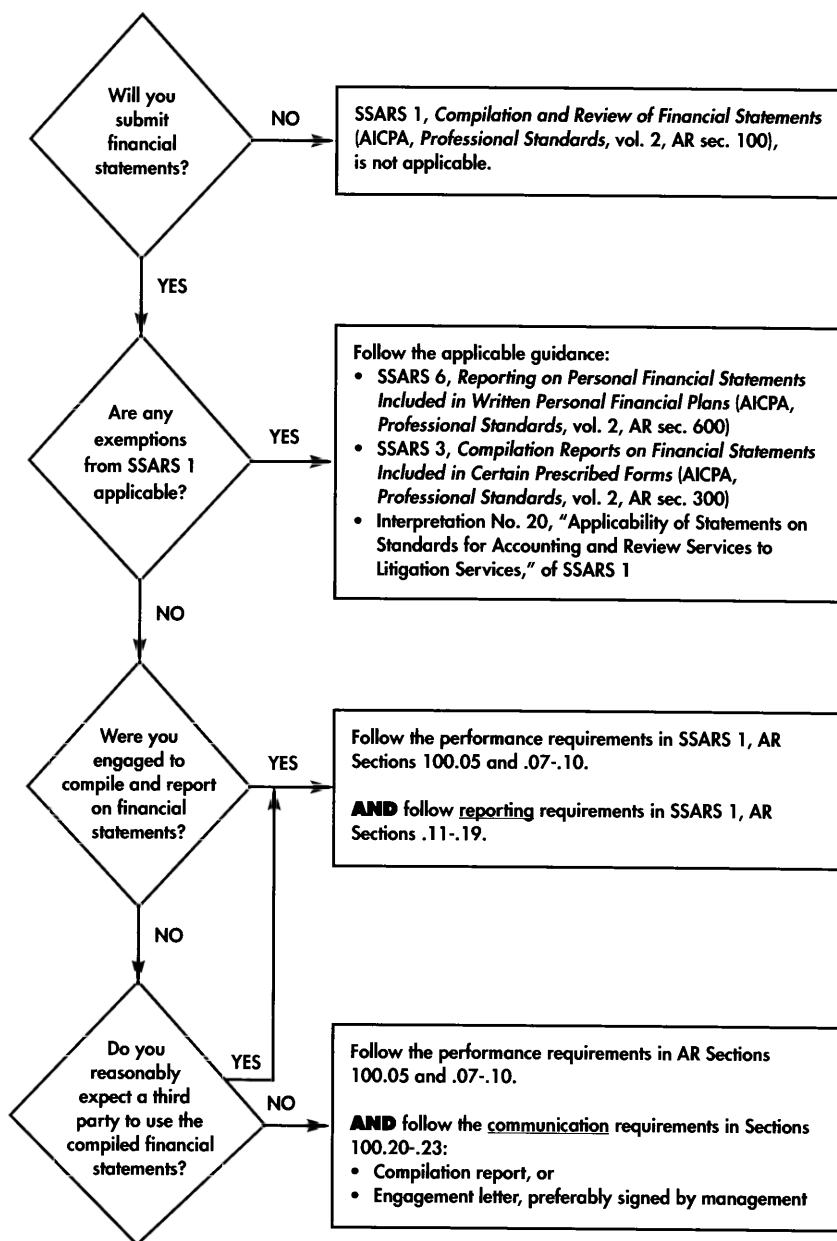 Will you
submit
financial
statements?
NO
SSARS 1, Compilation and Review of Financial Statements
(AICPA, Professional Standards, vol. 2, AR sec. 100),
is not applicable.
YES
Are any
exemptions
from SSARS 1
applicable?
YES
Follow the applicable guidance:
• SSARS 6, Reporting on Personal Financial Statements
Included in Written Personal Financial Plans (AICPA,
Professional Standards, vol. 2, AR sec. 600)
• SSARS 3, Compilation Reports on Financial Statements
Included in Certain Prescribed Forms (AICPA,
Professional Standards, vol. 2, AR sec. 300)
• Interpretation No. 20, “Applicability of Statements on
Standards for Accounting and Review Services to
Litigation Services,” of SSARS 1
NO
Were you
engaged to
compile and report
on financial
statements?
YES
Follow the performance requirements in SSARS 1, AR
Sections 100.05 and .07-.10.
AND follow reporting requirements in SSARS 1, AR
Sections .11-.19.
NO
Do you
reasonably
expect a third
party to use the
compiled financial
statements?
YES
NO
Follow the performance requirements in AR Sections
100.05 and .07-.10.
AND follow the communication requirements in Sections
100.20-.23:
• Compilation report, or
• Engagement letter, preferably signed by management